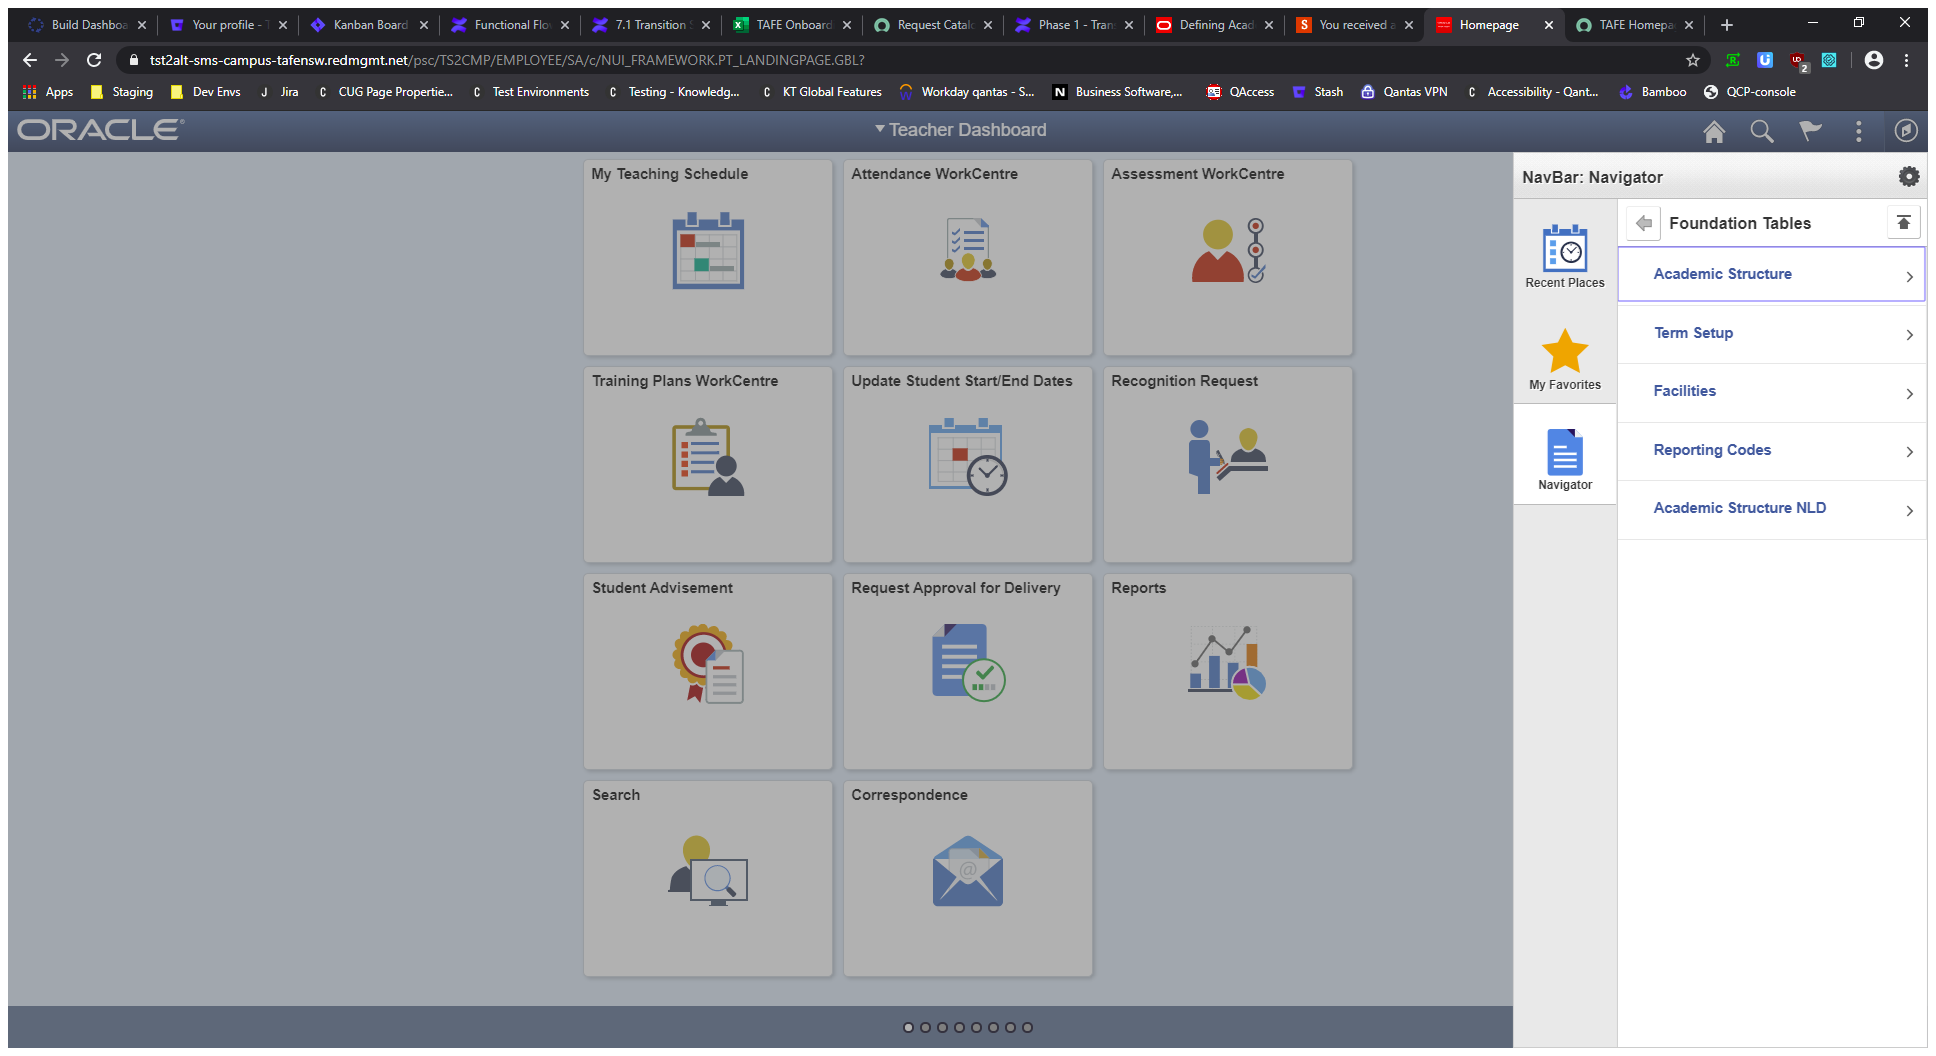 Build Dashboa
Your profile - T
Kanban Board
Functional Flo
7.1 Transition S
TAFE Onboard
Request Catalo
Phase 1 - Trans
Defining Acad
S
You received a
Homepage
TAFE Homepa
tst2alt-sms-campus-tafensw.redmgmt.net/psc/TS2CMP/EMPLOYEE/SA/c/NUI_FRAMEWORK.PT_LANDINGPAGE.GBL?
2
Apps
Staging
Dev Envs
J Jira
C CUG Page Propertie...
C Test Environments
C Testing - Knowledg...
C KT Global Features
Workday qantas - S...
N Business Software,...
QAccess
Stash
Qantas VPN
C Accessibility - Qant...
Bamboo
QCP-console
ORACLE
Teacher Dashboard
NavBar: Navigator
My Teaching Schedule
Attendance WorkCentre
Assessment WorkCentre
Training Plans WorkCentre
Update Student Start/End Dates
Recognition Request
Student Advisement
Request Approval for Delivery
Reports
Search
Correspondence
@
Recent Places
My Favorites
Navigator
Foundation Tables
Academic Structure
Term Setup
Facilities
Reporting Codes
Academic Structure NLD